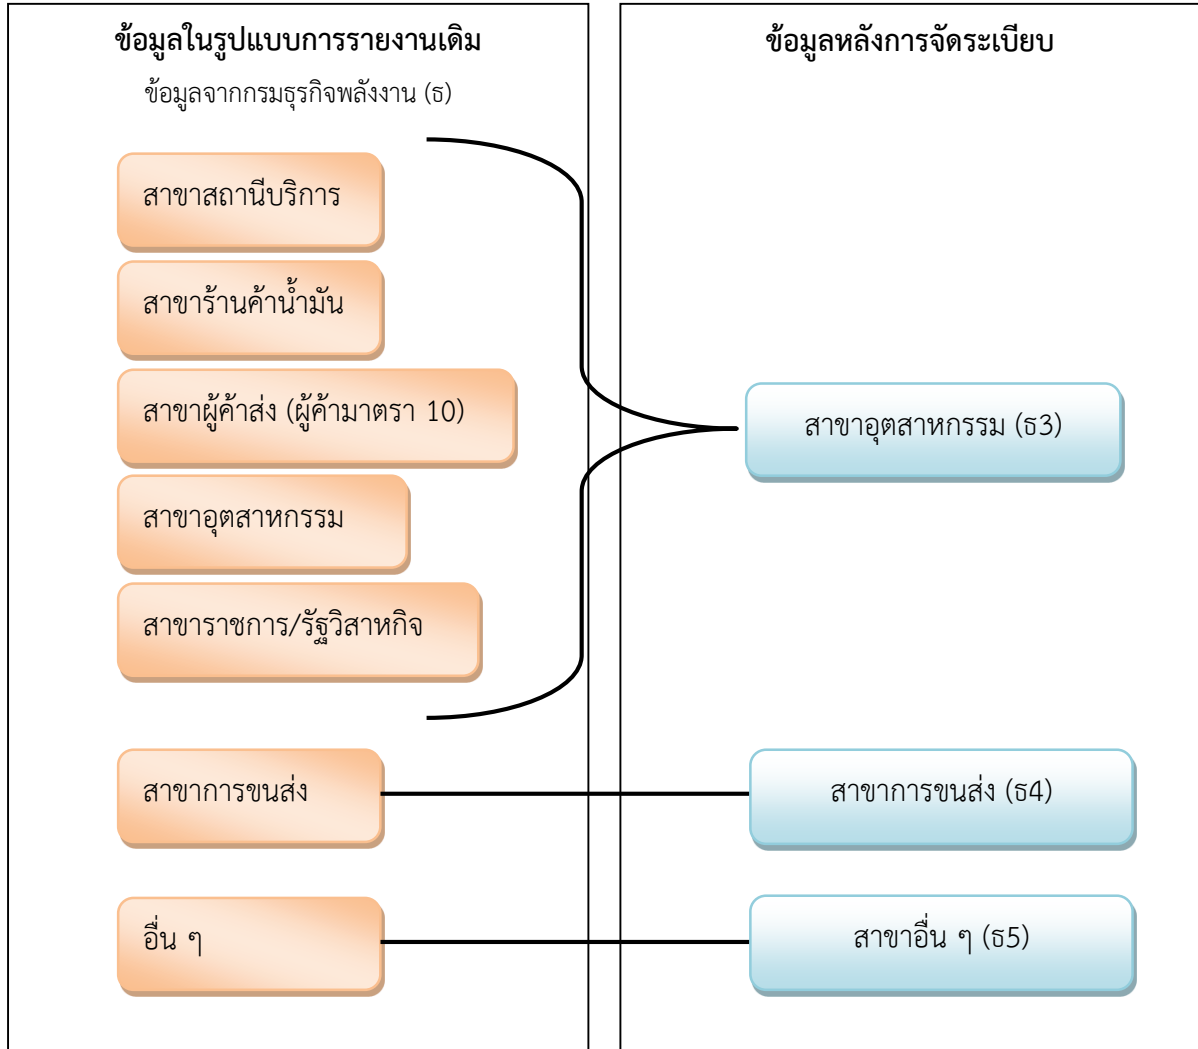 ข้อมูลในรูปแบบการรายงานเดิม
ข้อมูลจากกรมธุรกิจพลังงาน (ธ)
สาขาสถานีบริการ
สาขาร้านค้าน้ำมัน
สาขาผู้ค้าส่ง (ผู้ค้ามาตรา 10)
สาขาอุตสาหกรรม
สาขาราชการ/รัฐวิสาหกิจ
สาขาการขนส่ง
อื่น ๆ
ข้อมูลหลังการจัดระเบียบ
สาขาอุตสาหกรรม (ธ3)
สาขาการขนส่ง (ธ4)
สาขาอื่น ๆ (ธ5)